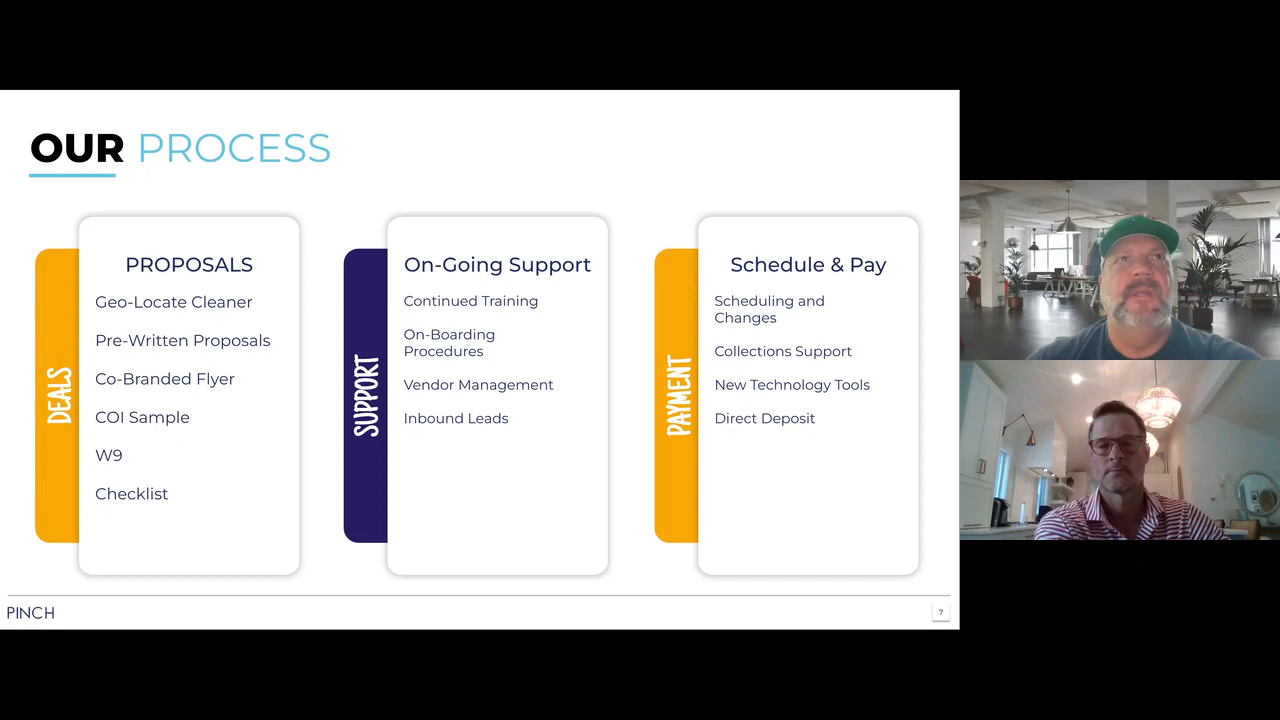 OUR PROCESS
DEALS
PROPOSALS
Geo-Locate Cleaner
Pre-Written Proposals
Co-Branded Flyer
COI Sample
W9
Checklist
SUPPORT
On-Going Support
Continued Training
On-Boarding
Procedures
Vendor Management
Inbound Leads
PAYMENT
Schedule & Pay
Scheduling and
Changes
Collections Support
New Technology Tools
Direct Deposit
PINCH
7